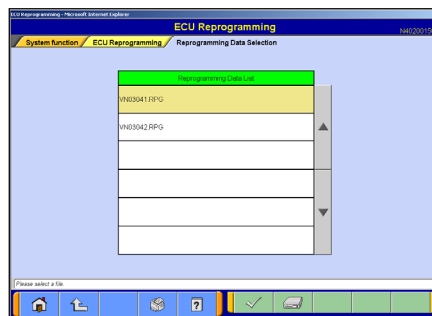 ECU Reprogramming - Microsoft Internet Explorer
ECU Reprogramming
N4020015
System function ECU Reprogramming Reprogramming Data Selection
Reprogramming Data List
VN03041.RPG
VN03042.RPG
Please select a file.
?